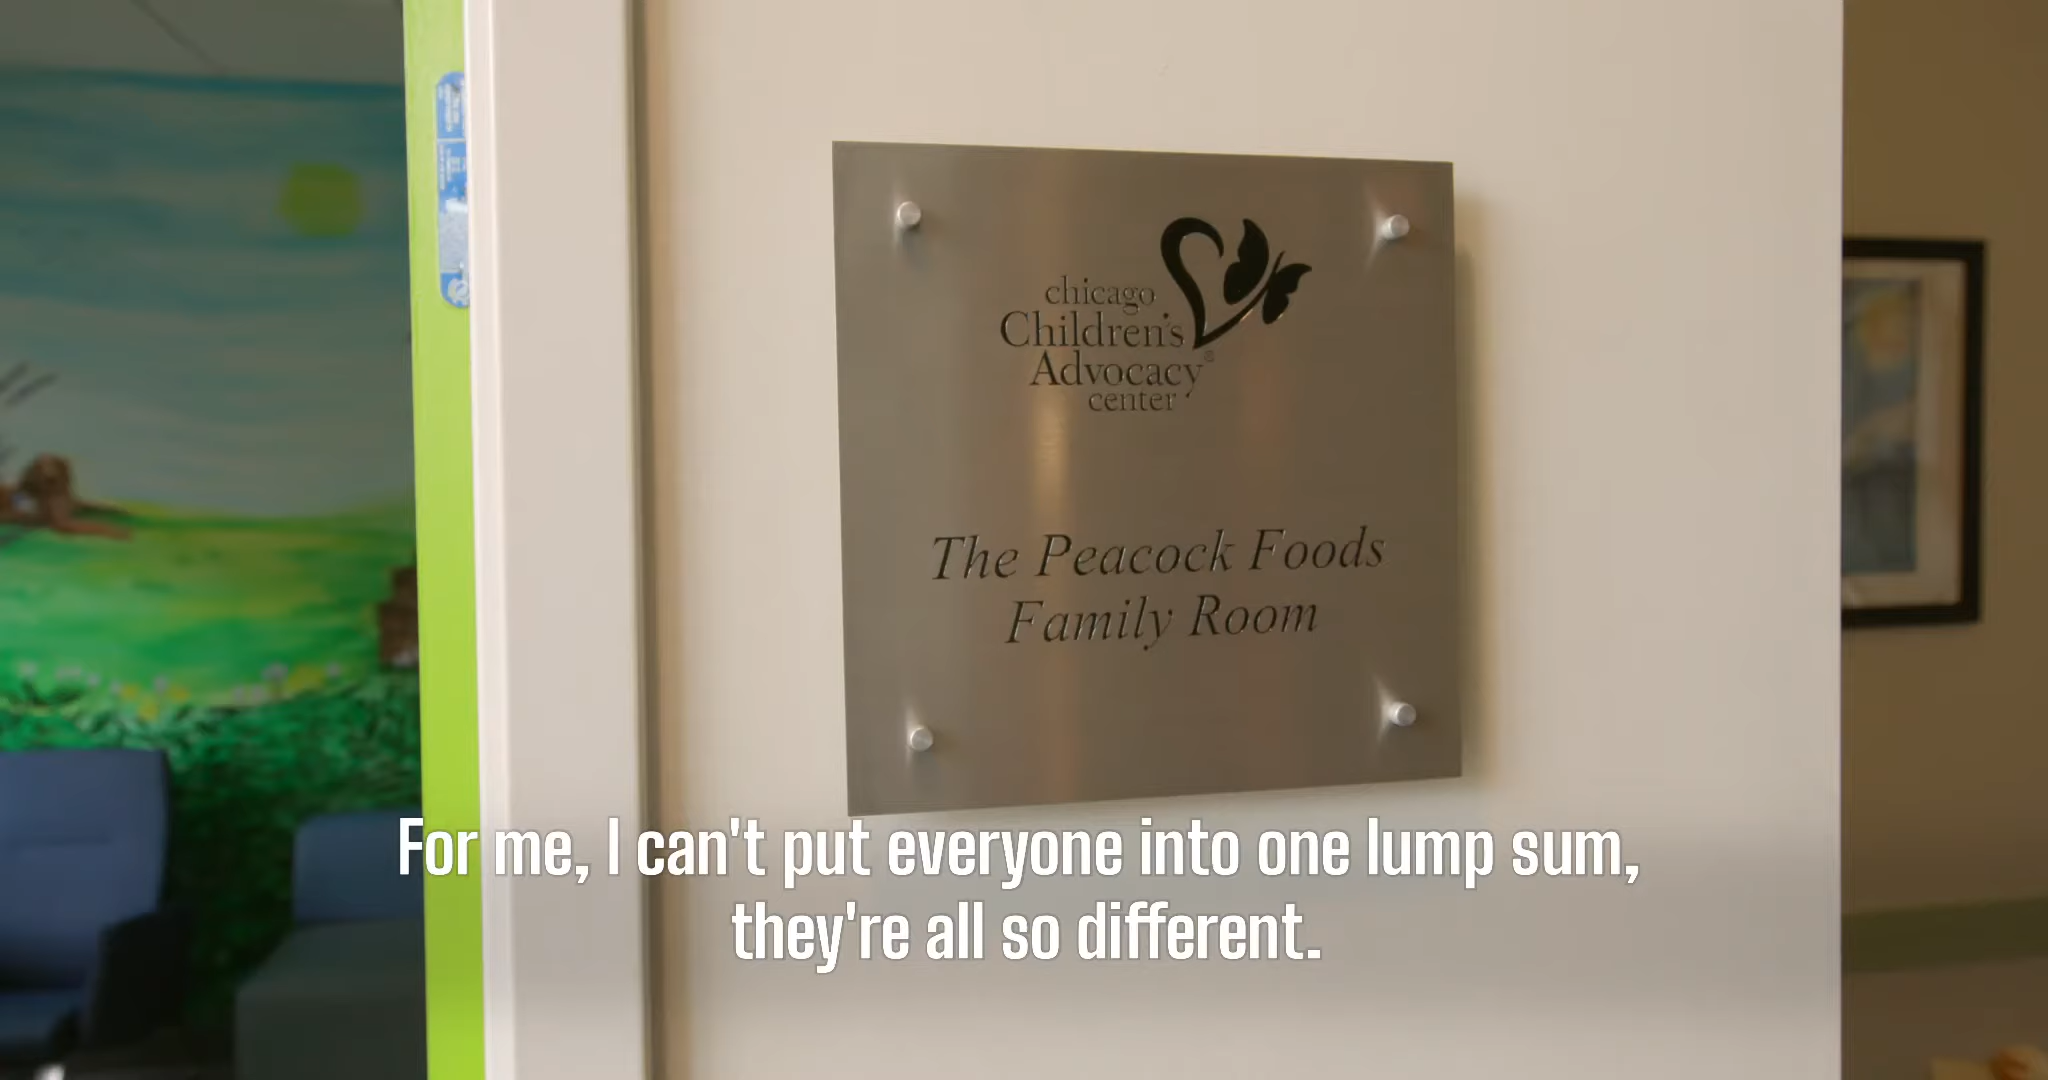 chicago
Children's
Advocacy®
center
The Peacock Foods
Family Room
For me, I can't put everyone into one lump sum,
they're all so different.